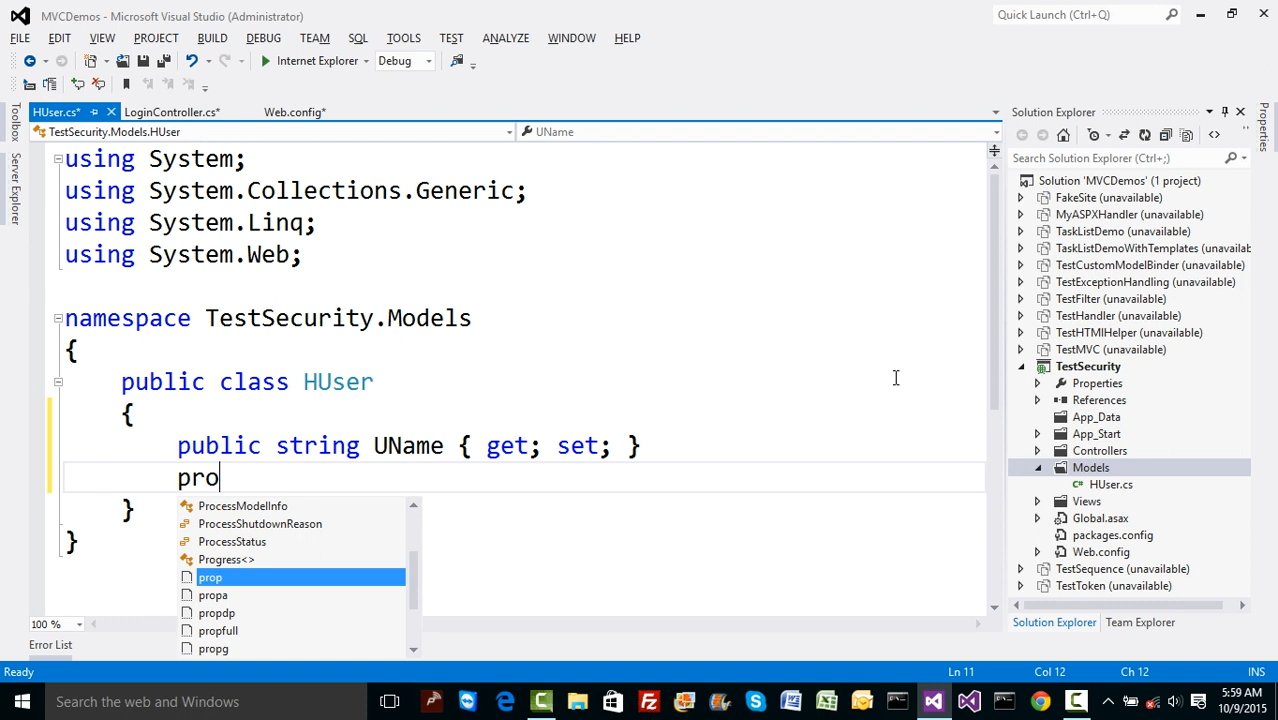 MVCDemos - Microsoft Visual Studio (Administrator)
Quick Launch (Ctrl+Q)
FILE EDIT VIEW PROJECT BUILD DEBUG TEAM SQL TOOLS TEST ANALYZE WINDOW HELP
Internet Explorer Debug
HUser.cs* LoginController.cs* Web.config*
Solution Explorer
TestSecurity.Models.HUser UName
Search Solution Explorer (Ctrl+;)
Toolbox
Server Explorer
Properties
using System;
using System.Collections.Generic;
using System.Linq;
using System.Web;
namespace TestSecurity.Models
{
public class HUser
{
public string UName { get; set; }
pro
}
}
ProcessModelInfo
ProcessShutdownReason
ProcessStatus
Progress<>
prop
propa
propdp
propfull
propg
Solution 'MVCDemos' (1 project)
FakeSite (unavailable)
MyASPXHandler (unavailable)
TaskListDemo (unavailable)
TaskListDemoWithTemplates (unavailab
TestCustomModelBinder (unavailable)
TestExceptionHandling (unavailable)
TestFilter (unavailable)
TestHandler (unavailable)
TestHTMlHelper (unavailable)
TestMVC (unavailable)
TestSecurity
Properties
References
App_Data
App_Start
Controllers
Models
C# HUser.cs
Views
Global.asax
packages.config
Web.config
TestSequence (unavailable)
TestToken (unavailable)
100 %
Solution Explorer Team Explorer
Error List
Ready Ln 11 Col 12 Ch 12 INS
Search the web and Windows
5:59 AM
10/9/2015